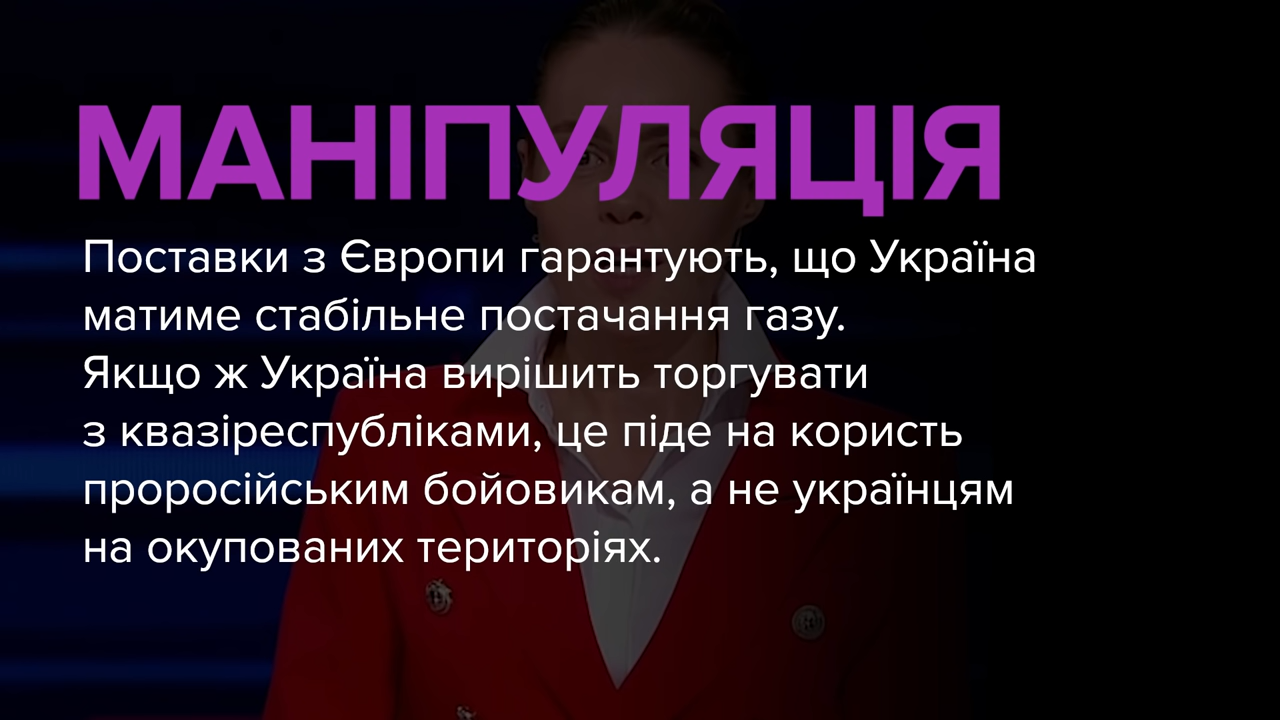 МАНІПУЛЯЦІЯ
Поставки з Європи гарантують, що Україна
матиме стабільне постачання газу.
Якщо ж Україна вирішить торгувати
з квазіреспубліками, це піде на користь
проросійським бойовикам, а не українцям
на окупованих територіях.